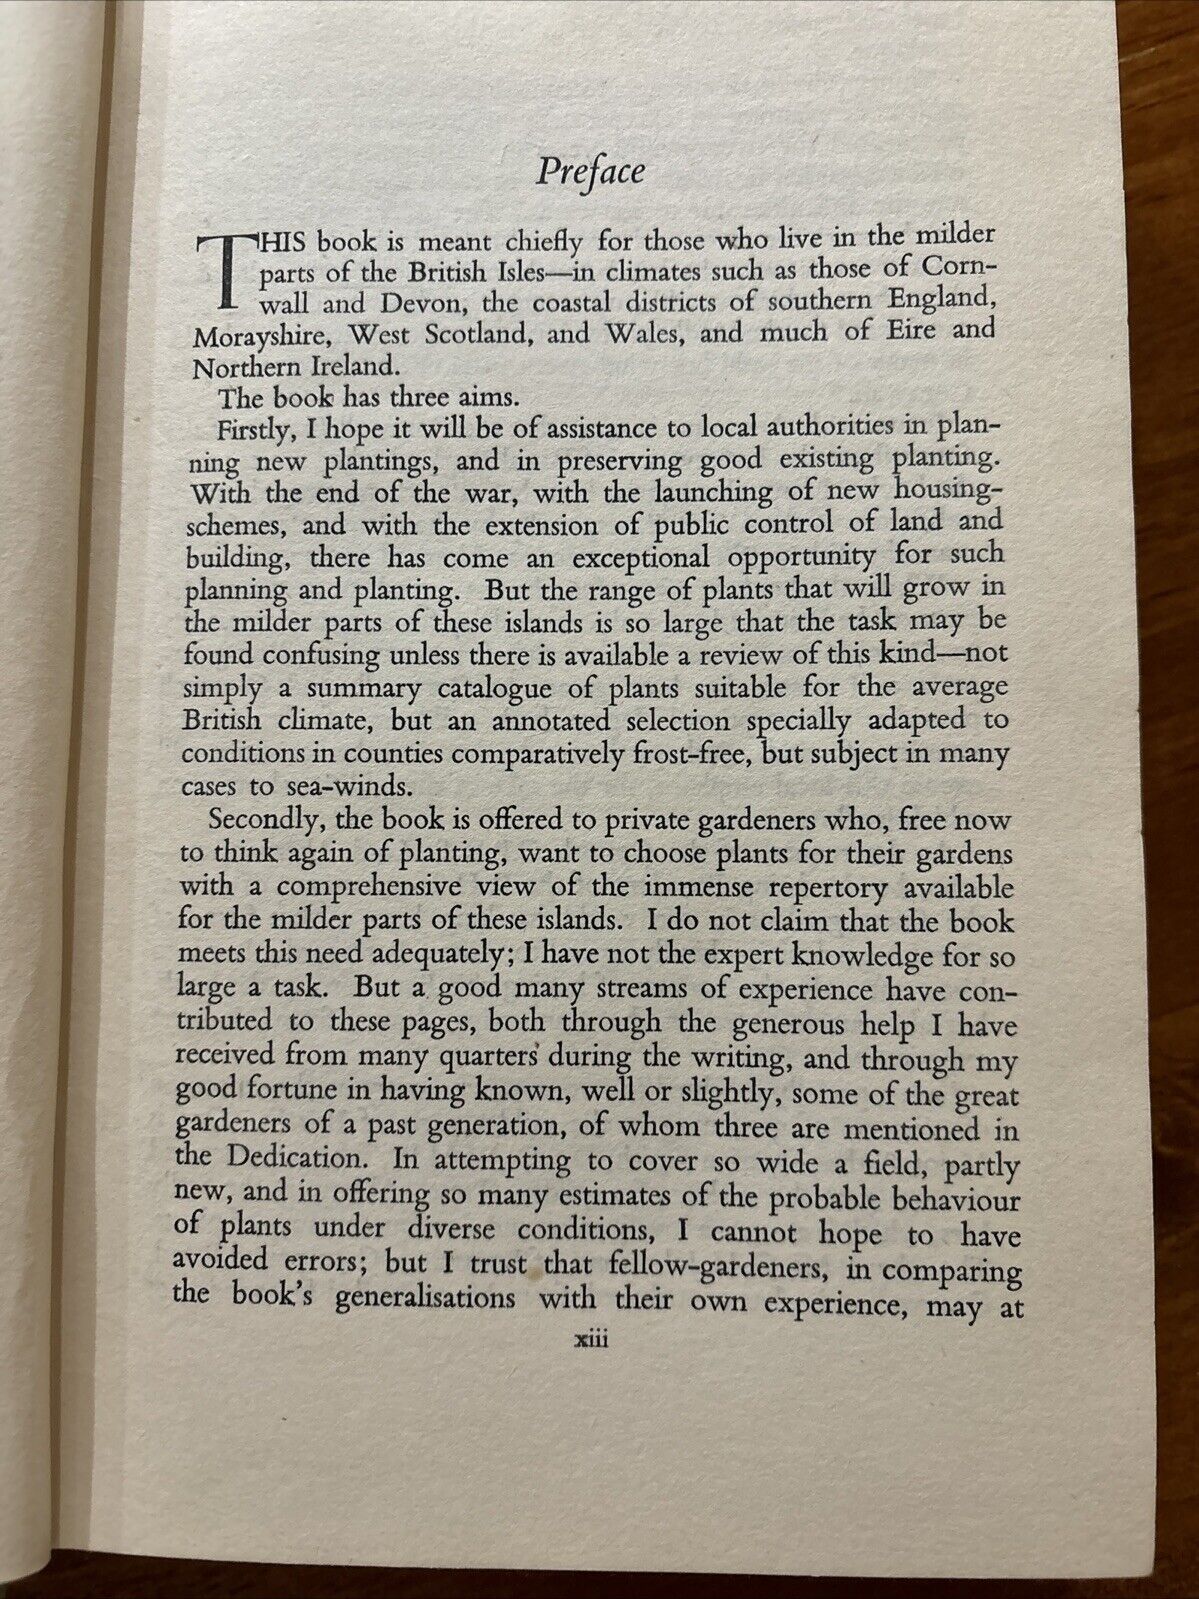 Preface
THIS book is meant chiefly for those who live in the milder
parts of the British Isles—in climates such as those of Corn-
wall and Devon, the coastal districts of southern England,
Morayshire, West Scotland, and Wales, and much of Eire and
Northern Ireland.
The book has three aims.
Firstly, I hope it will be of assistance to local authorities in plan-
ning new plantings, and in preserving good existing planting.
With the end of the war, with the launching of new housing-
schemes, and with the extension of public control of land and
building, there has come an exceptional opportunity for such
planning and planting. But the range of plants that will grow in
the milder parts of these islands is so large that the task may be
found confusing unless there is available a review of this kind—not
simply a summary catalogue of plants suitable for the average
British climate, but an annotated selection specially adapted to
conditions in counties comparatively frost-free, but subject in many
cases to sea-winds.
Secondly, the book is offered to private gardeners who, free now
to think again of planting, want to choose plants for their gardens
with a comprehensive view of the immense repertory available
for the milder parts of these islands. I do not claim that the book
meets this need adequately; I have not the expert knowledge for so
large a task. But a good many streams of experience have con-
tributed to these pages, both through the generous help I have
received from many quarters during the writing, and through my
good fortune in having known, well or slightly, some of the great
gardeners of a past generation, of whom three are mentioned in
the Dedication. In attempting to cover so wide a field, partly
new, and in offering so many estimates of the probable behaviour
of plants under diverse conditions, I cannot hope to have
avoided errors; but I trust that fellow-gardeners, in comparing
the book's generalisations with their own experience, may at
xiii